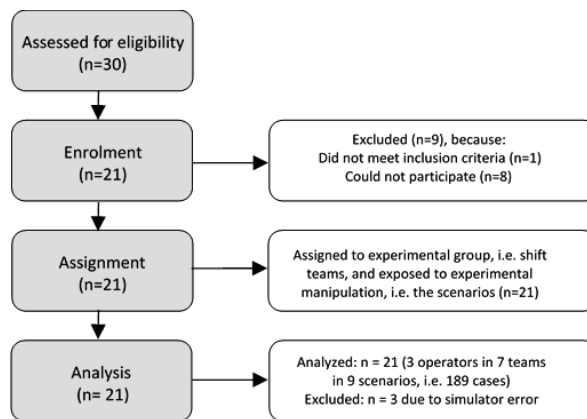 Assessed for eligibility
(n=30)
Enrolment
(n=21)
Excluded (n=9), because:
Did not meet inclusion criteria (n=1)
Could not participate (n=8)
Assignment
(n=21)
Assigned to experimental group, i.e. shift
teams, and exposed to experimental
manipulation, i.e. the scenarios (n=21)
Analysis
(n= 21)
Analyzed: n = 21 (3 operators in 7 teams
in 9 scenarios, i.e. 189 cases)
Excluded: n = 3 due to simulator error